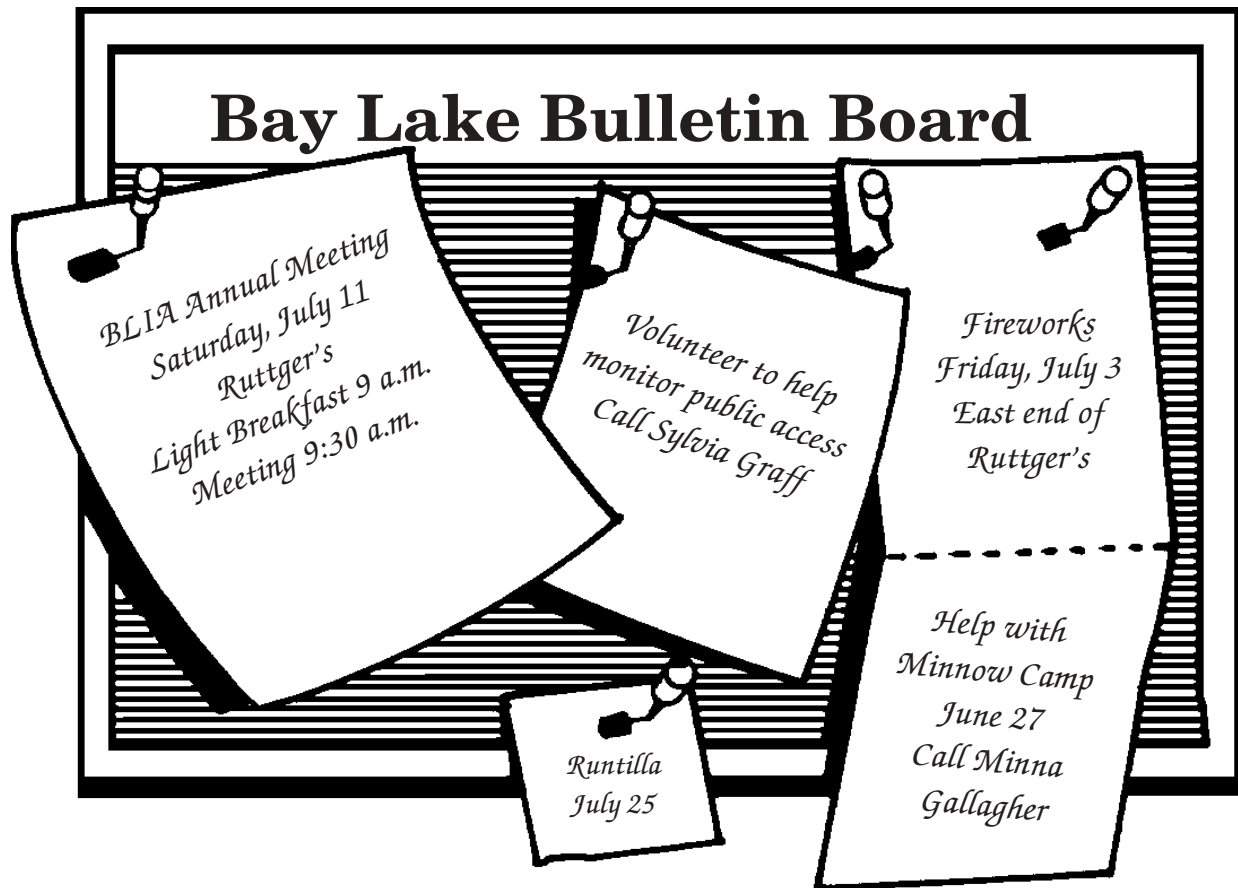 Bay Lake Bulletin Board
BLIA Annual Meeting
Saturday, July 11
Ruttger's
Light Breakfast 9 a.m.
Meeting 9:30 a.m.
Volunteer to help
monitor public access
Call Sylvia Graff
Fireworks
Friday, July 3
East end of
Ruttger's
Help with
Minnow Camp
June 27
Call Minna
Gallagher
Runtilla
July 25